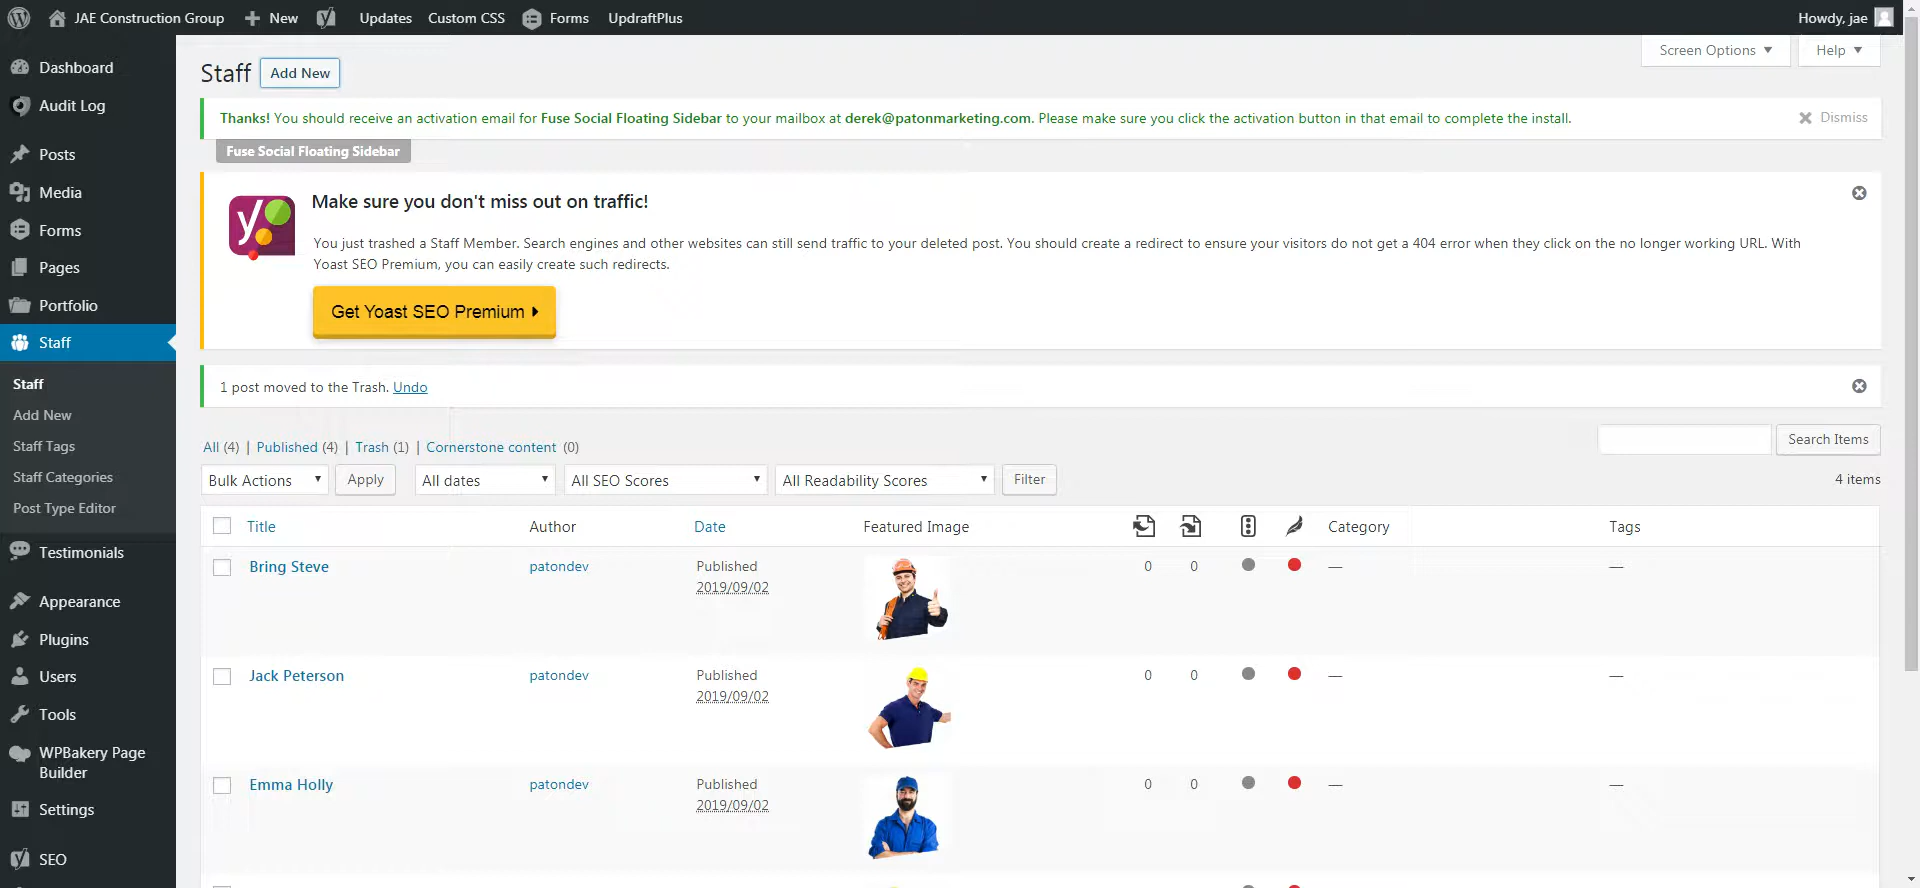 JAE Construction Group New Updates Custom CSS Forms UpdraftPlus Howdy, jae
Screen Options Help
Dashboard
Audit Log
Posts
Media
Forms
Pages
Portfolio
Staff
Staff
Add New
Staff Tags
Staff Categories
Post Type Editor
Testimonials
Appearance
Plugins
Users
Tools
WPBakery Page
Builder
Settings
SEO
Staff Add New
Thanks! You should receive an activation email for Fuse Social Floating Sidebar to your mailbox at derek@patonmarketing.com. Please make sure you click the activation button in that email to complete the install. Dismiss
Fuse Social Floating Sidebar
Make sure you don't miss out on traffic!
You just trashed a Staff Member. Search engines and other websites can still send traffic to your deleted post. You should create a redirect to ensure your visitors do not get a 404 error when they click on the no longer working URL. With
Yoast SEO Premium, you can easily create such redirects.
Get Yoast SEO Premium
1 post moved to the Trash. Undo
All (4) | Published (4) | Trash (1) | Cornerstone content (0)
Search Items
Bulk Actions Apply All dates All SEO Scores All Readability Scores Filter 4 items
Title Author Date Featured Image Category Tags
Bring Steve patondev Published 0 0 — —
2019/09/02
Jack Peterson patondev Published 0 0 — —
2019/09/02
Emma Holly patondev Published 0 0 — —
2019/09/02